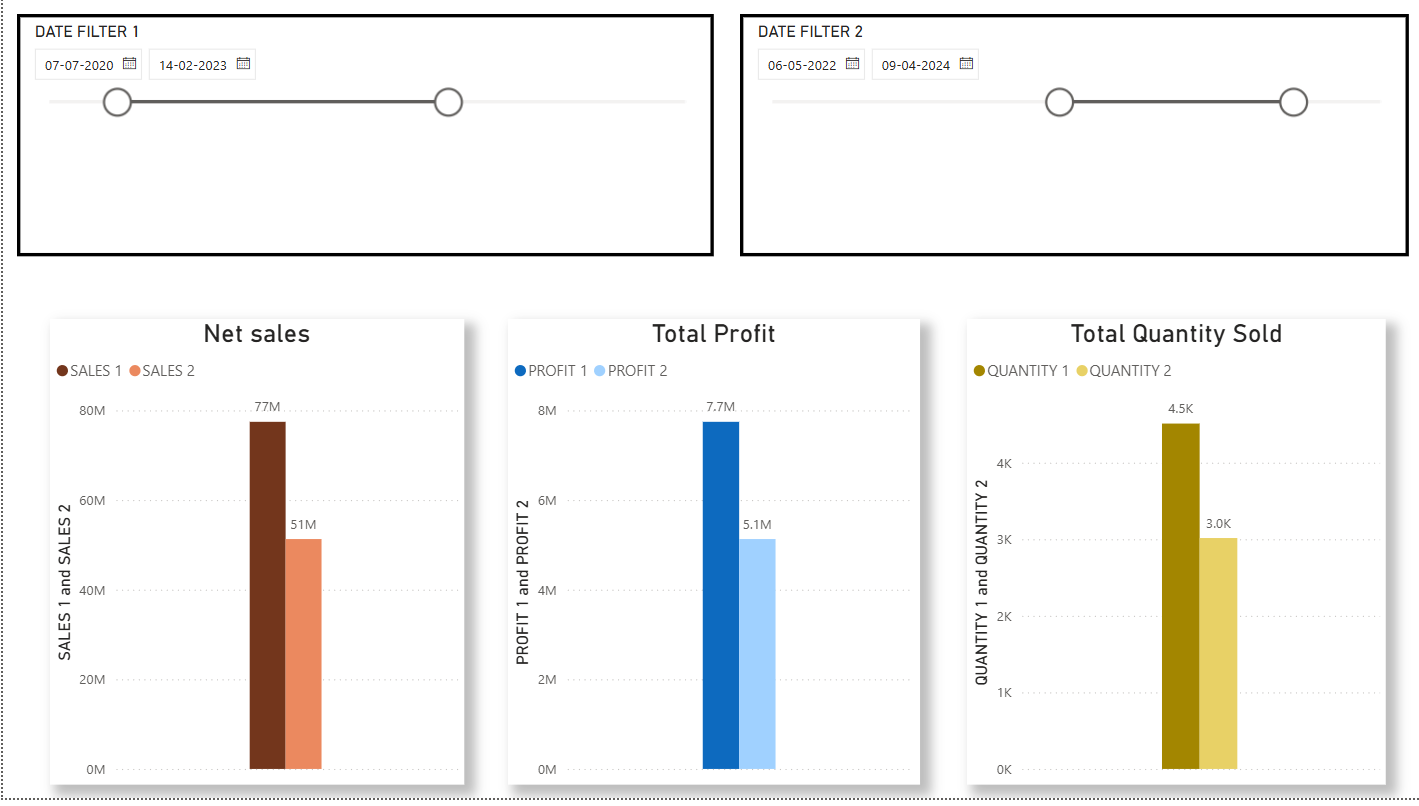 DATE FILTER 1
07-07-2020 14-02-2023
DATE FILTER 2
06-05-2022 09-04-2024
Net sales
SALES 1 SALES 2
SALES 1 and SALES 2
80M
60M
40M
20M
0M
77M
51M
Total Profit
PROFIT 1 PROFIT 2
PROFIT 1 and PROFIT 2
8M
6M
4M
2M
0M
7.7M
5.1M
Total Quantity Sold
QUANTITY 1 QUANTITY 2
QUANTITY 1 and QUANTITY 2
4K
3K
2K
1K
0K
4.5K
3.0K